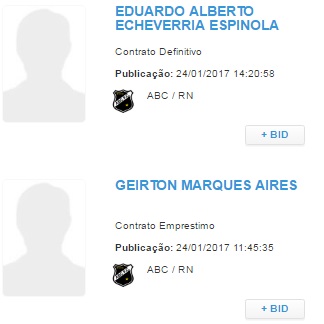 EDUARDO ALBERTO
ECHEVERRIA ESPINOLA
Contrato Definitivo
Publicação: 24/01/2017 14:20:58
ABC / RN
+ BID
GEIRTON MARQUES AIRES
Contrato Emprestimo
Publicação: 24/01/2017 11:45:35
ABC / RN
+ BID